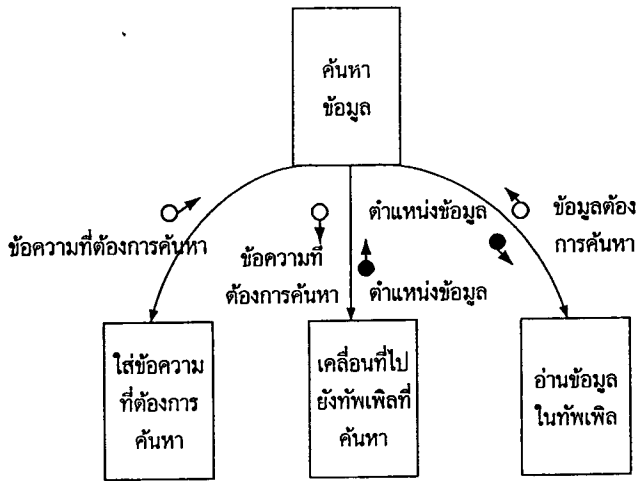 ค้นหา
ข้อมูล
ข้อความที่ต้องการค้นหา
ข้อความที่
ต้องการค้นหา
ตำแหน่งข้อมูล
ตำแหน่งข้อมูล
ข้อมูลต้อง
การค้นหา
ใส่ข้อความ
ที่ต้องการ
ค้นหา
เคลื่อนที่ไป
ยังทัพเพิลที่
ค้นหา
อ่านข้อมูล
ในทัพเพิล